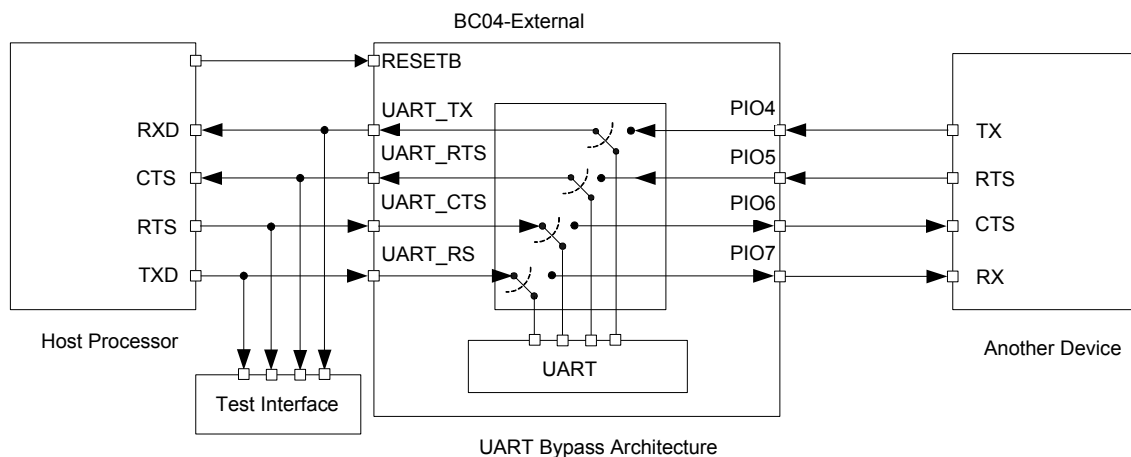 BC04-External
RESETB
UART_TX
PIO4
RXD
TX
UART_RTS
PIO5
CTS
RTS
UART_CTS
PIO6
RTS
CTS
UART_RS
PIO7
TXD
RX
Host Processor
Another Device
UART
Test Interface
UART Bypass Architecture